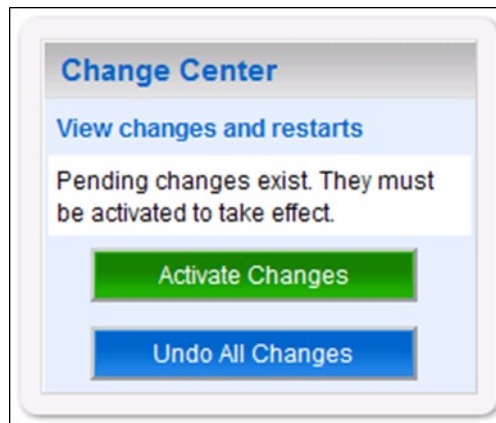 Change Center
View changes and restarts
Pending changes exist. They must
be activated to take effect.
Activate Changes
Undo All Changes